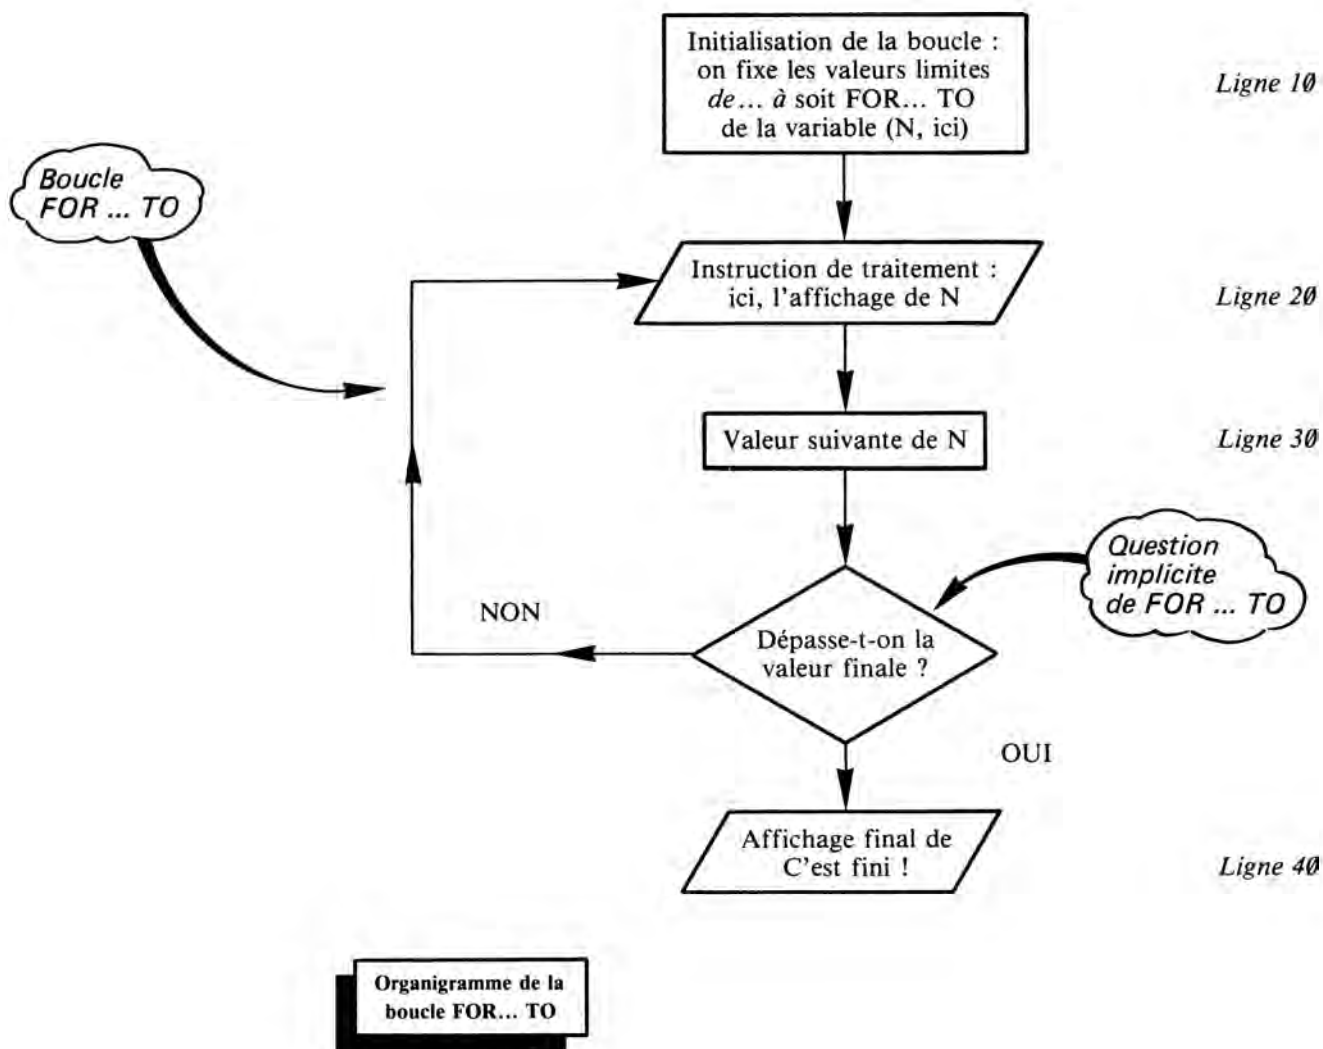 Initialisation de la boucle :
on fixe les valeurs limites
de... à soit FOR... TO
de la variable (N, ici)
Ligne 10
Boucle
FOR ... TO
Instruction de traitement :
ici, l'affichage de N
Ligne 20
Valeur suivante de N
Ligne 30
Question
implicite
de FOR ... TO
NON
Dépasse-t-on la
valeur finale ?
OUI
Affichage final de
C'est fini !
Ligne 40
Organigramme de la
boucle FOR... TO